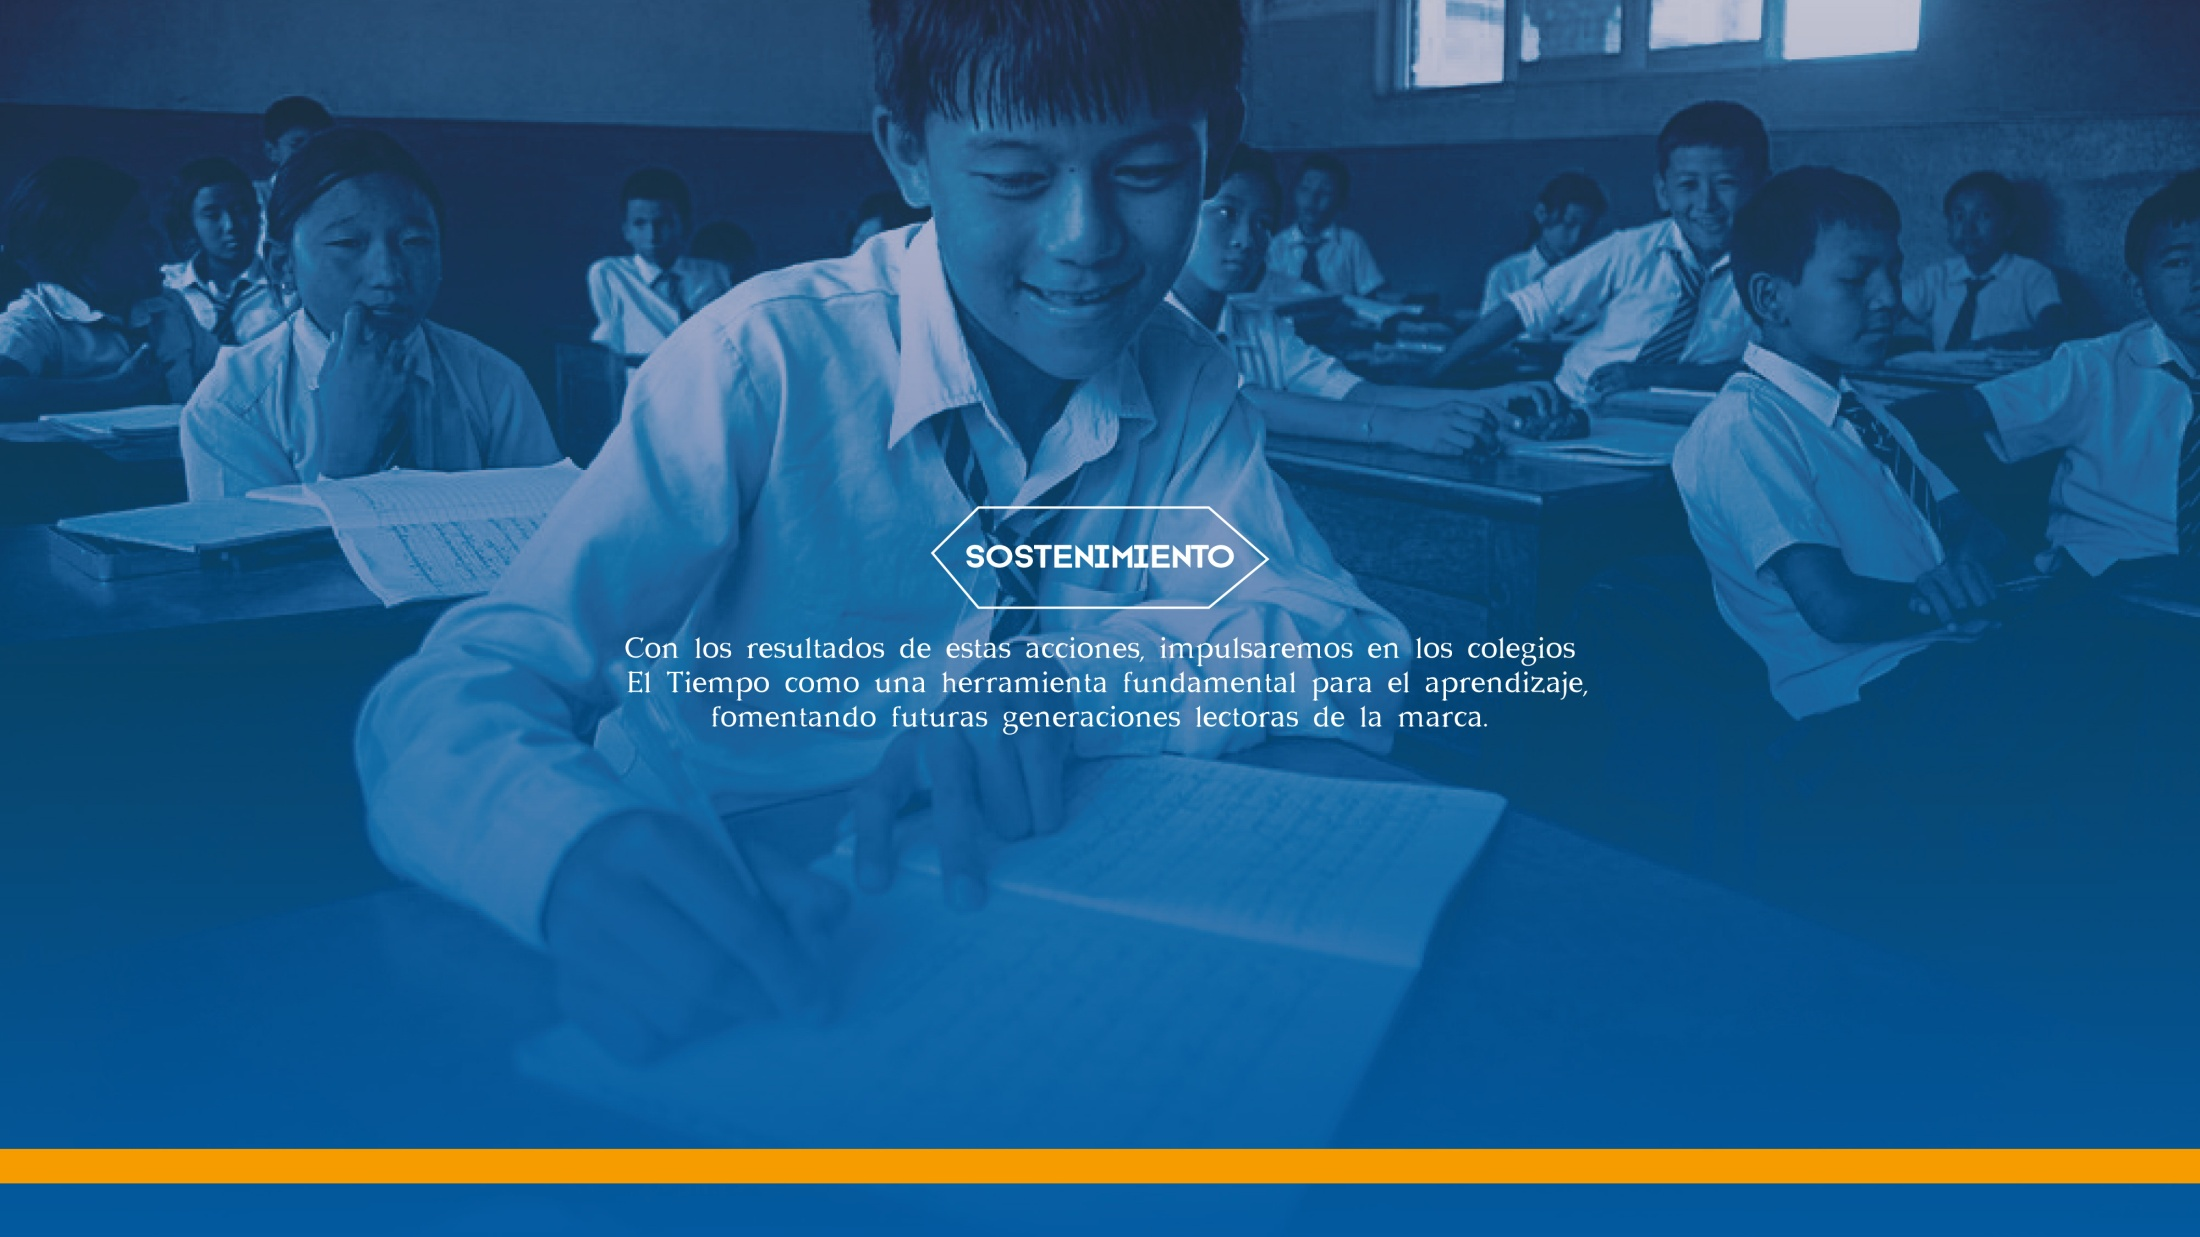 SOSTENIMIENTO
Con los resultados de estas acciones, impulsaremos en los colegios
El Tiempo como una herramienta fundamental para el aprendizaje,
fomentando futuras generaciones lectoras de la marca.